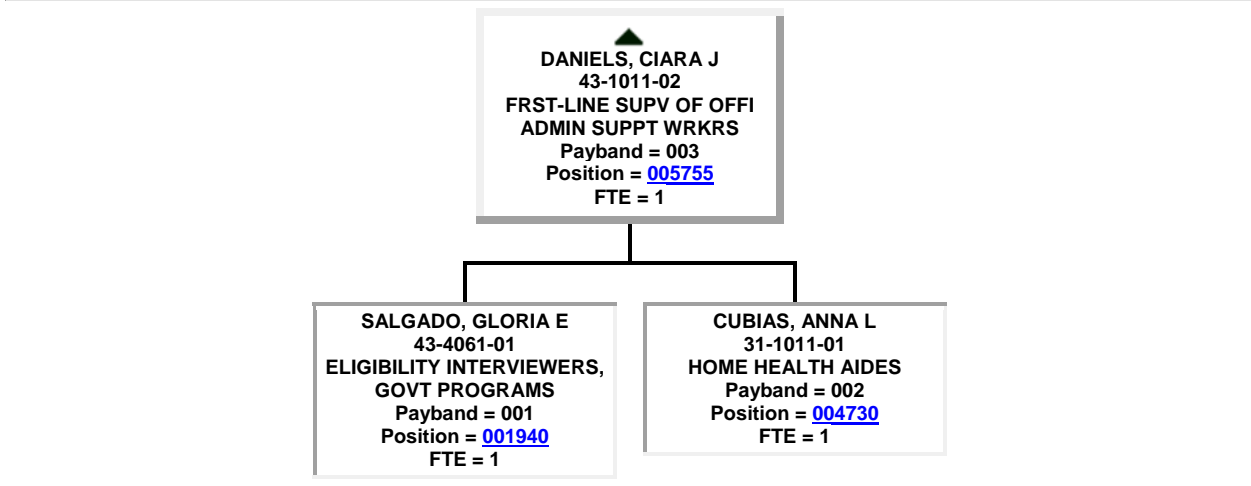 DANIELS, CIARA J
43-1011-02
FRST-LINE SUPV OF OFFI
ADMIN SUPPT WRKRS
Payband = 003
Position = 005755
FTE = 1
SALGADO, GLORIA E
43-4061-01
ELIGIBILITY INTERVIEWERS,
GOVT PROGRAMS
Payband = 001
Position = 001940
FTE = 1
CUBIAS, ANNA L
31-1011-01
HOME HEALTH AIDES
Payband = 002
Position = 004730
FTE = 1